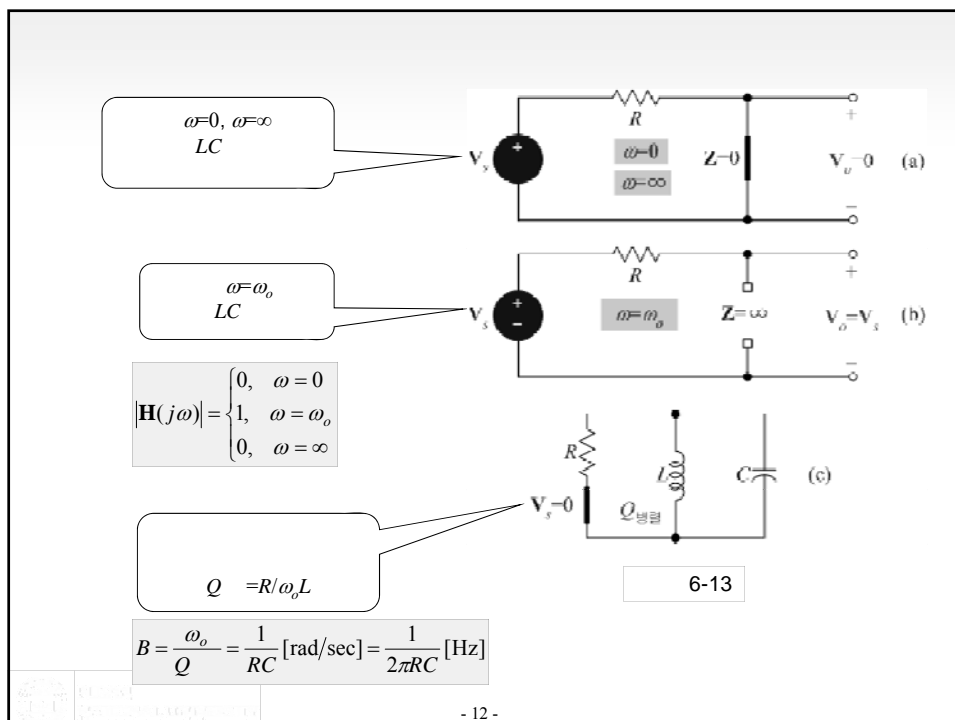 ω=0, ω=∞
LC
R
ω=0
ω=∞
V_s
+
Z=0
+
V_o=0
−
(a)
ω=ω_o
LC
R
V_s
+
−
ω=ω_o
Z=∞
+
V_o=V_s
−
(b)
|H(jω)| = { 0, ω = 0
1, ω = ω_o
0, ω = ∞
R
L
C
(c)
V_s=0
Q병렬
Q =R/ω_oL
6-13
B = ω_o/Q = 1/RC [rad/sec] = 1/2πRC [Hz]
- 12 -